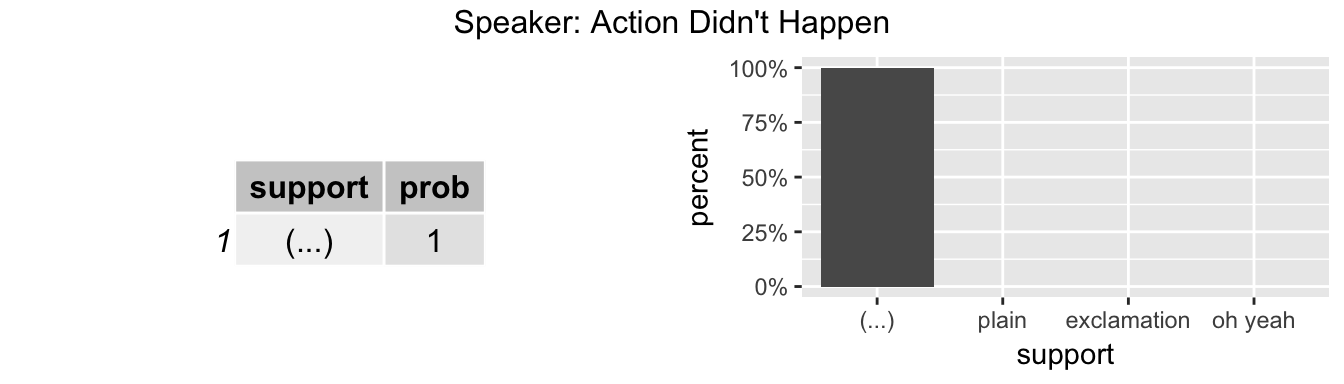 Speaker: Action Didn't Happen
support prob
1 (...) 1
percent
100%
75%
50%
25%
0%
(...) plain exclamation oh yeah
support